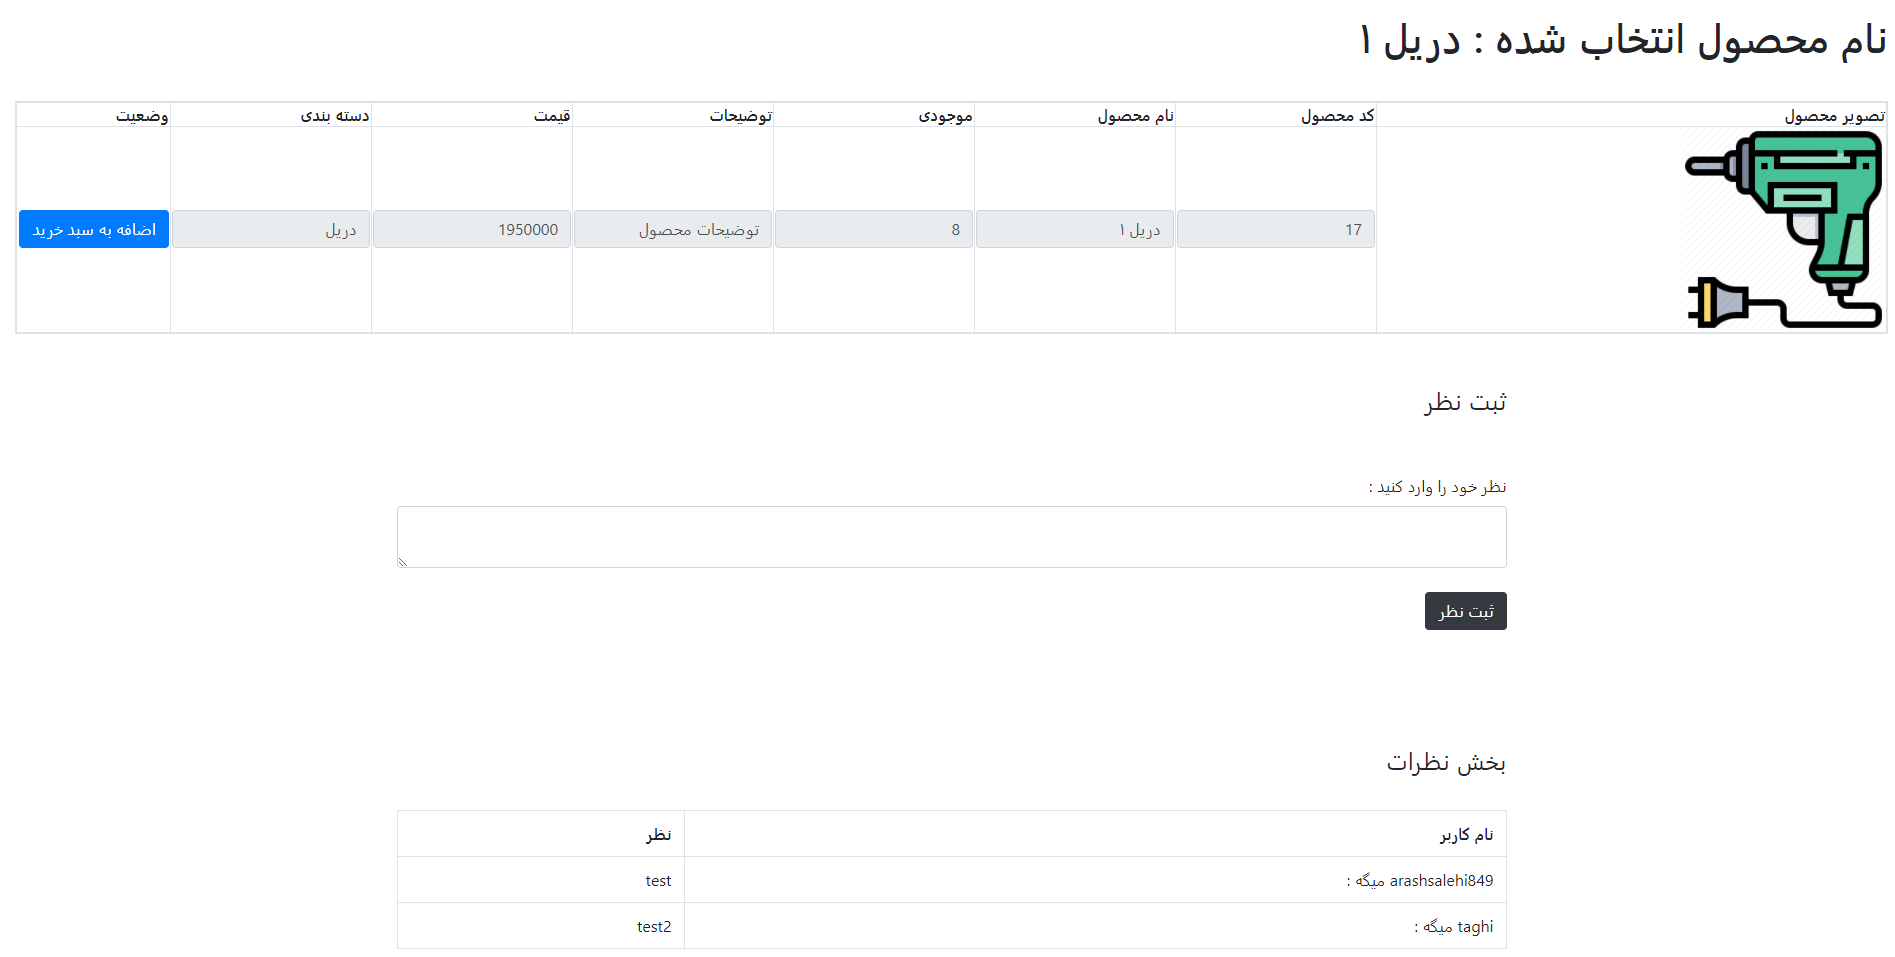 نام محصول انتخاب شده : دریل ۱
تصویر محصول کد محصول نام محصول موجودی توضیحات قیمت دسته بندی وضعیت
17 دریل ۱ 8 توضیحات محصول 1950000 دریل اضافه به سبد خرید
ثبت نظر
نظر خود را وارد کنید :
ثبت نظر
بخش نظرات
نام کاربر نظر
arashsalehi849 میگه : test
taghi میگه : test2